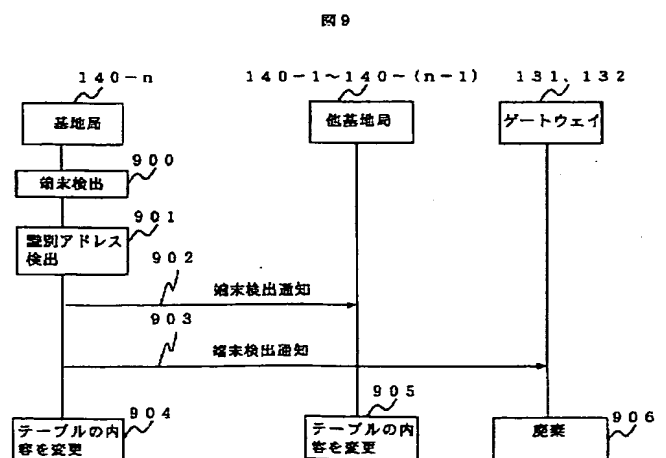 図9
140-n
140-1~140-(n-1)
131、132
基地局
他基地局
ゲートウェイ
900
端末検出
901
識別アドレス
検出
902
端末検出通知
903
端末検出通知
904
テーブルの内
容を変更
905
テーブルの内
容を変更
906
廃棄